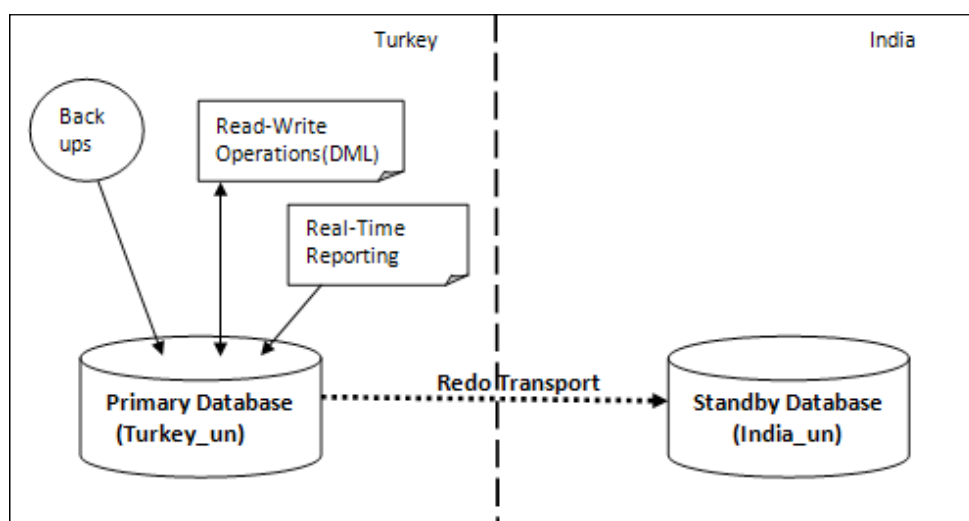 Turkey
India
Back
ups
Read-Write
Operations(DML)
Real-Time
Reporting
Redo Transport
Primary Database
(Turkey_un)
Standby Database
(India_un)